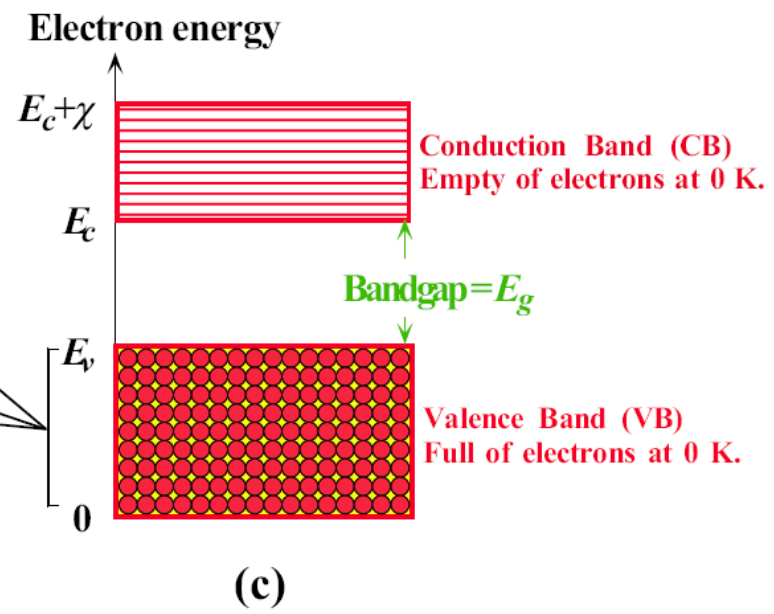 Electron energy
Ec+χ
Conduction Band (CB)
Empty of electrons at 0 K.
Ec
Bandgap=Eg
Ev
Valence Band (VB)
Full of electrons at 0 K.
0
(c)